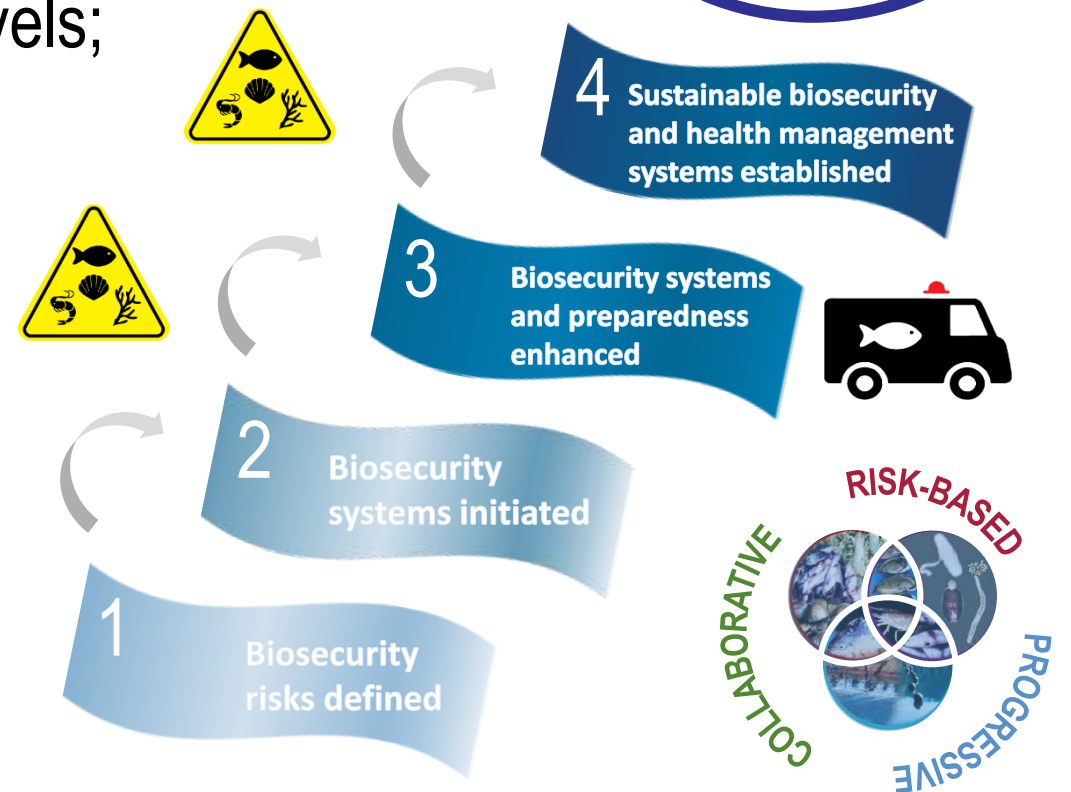 vels;
4
Sustainable biosecurity
and health management
systems established
3
Biosecurity systems
and preparedness
enhanced
2
Biosecurity
systems initiated
1
Biosecurity
risks defined
RISK-BASED
COLLABORATIVE
PROGRESSIVE